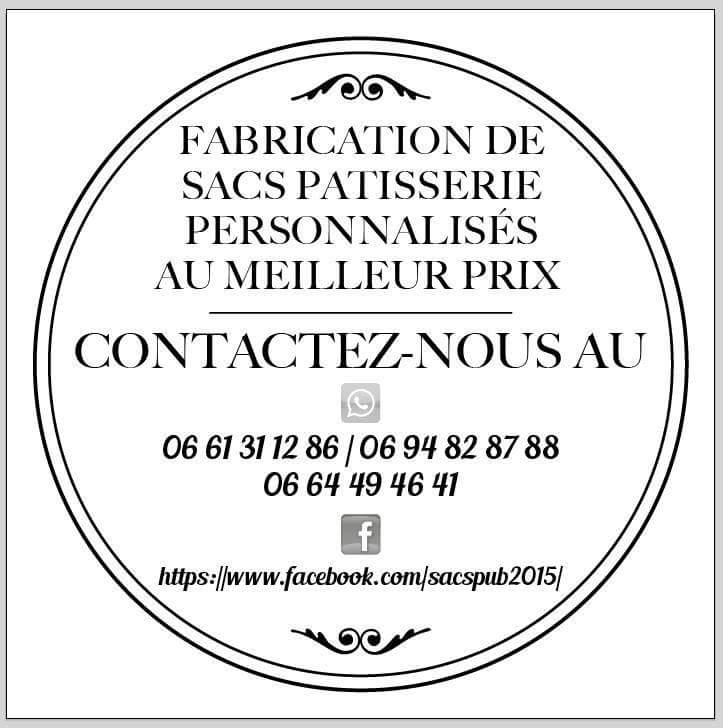 FABRICATION DE
SACS PATISSERIE
PERSONNALISÉS
AU MEILLEUR PRIX
CONTACTEZ-NOUS AU
06 61 31 12 86 / 06 94 82 87 88
06 64 49 46 41
f
https://www.facebook.com/sacspub2015/